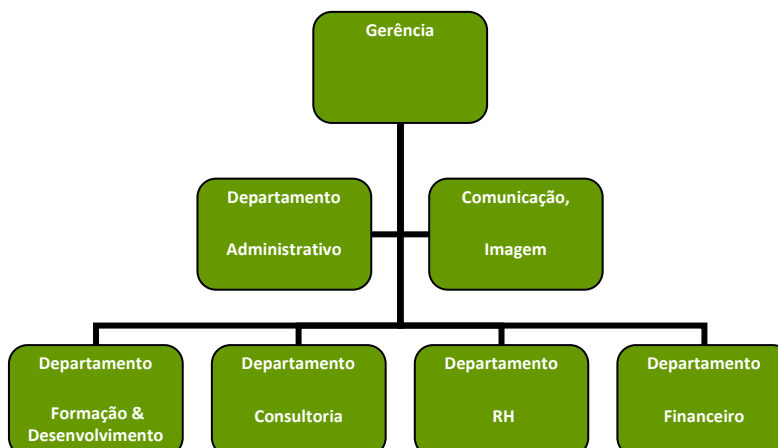 Gerência
Departamento
Administrativo
Comunicação,
Imagem
Departamento
Formação &
Desenvolvimento
Departamento
Consultoria
Departamento
RH
Departamento
Financeiro